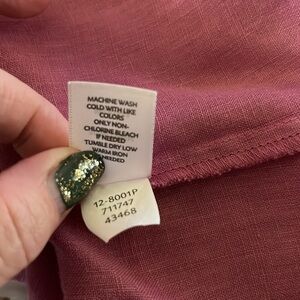 MACHINE WASH
COLD WITH LIKE
COLORS
ONLY NON-
CHLORINE BLEACH
IF NEEDED
TUMBLE DRY LOW
WARM IRON
NEEDED
12-8001P
711747
43468